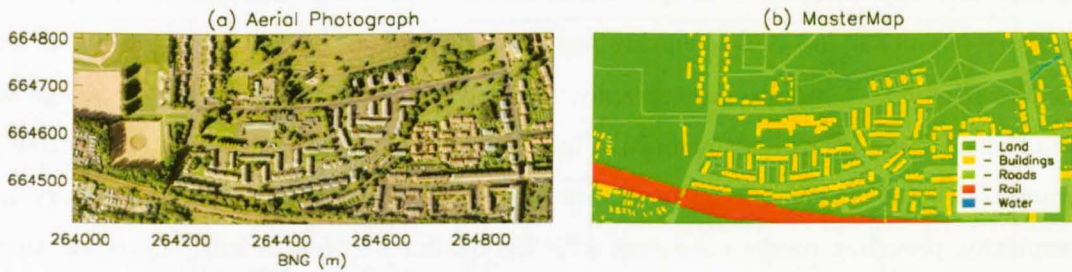 (a) Aerial Photograph
(b) MasterMap
664800
664700
664600
664500
264000 264200 264400 264600 264800
BNG (m)
– Land
– Buildings
– Roads
– Rail
– Water